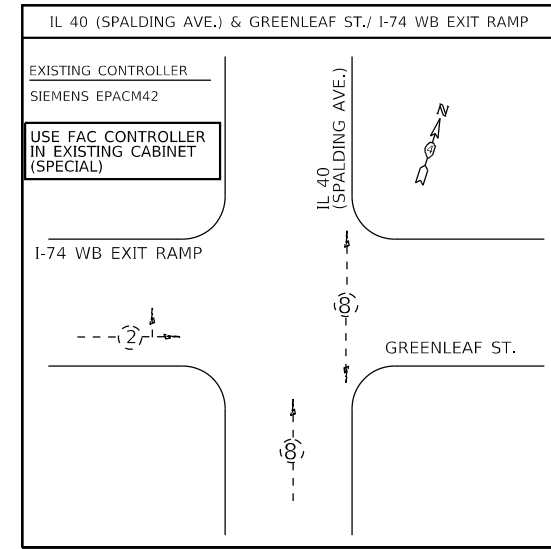 IL 40 (SPALDING AVE.) & GREENLEAF ST./ I-74 WB EXIT RAMP
EXISTING CONTROLLER
SIEMENS EPACM42
USE FAC CONTROLLER
IN EXISTING CABINET
(SPECIAL)
IL 40
(SPALDING AVE.)
N
4
I-74 WB EXIT RAMP
8
2
GREENLEAF ST.
8